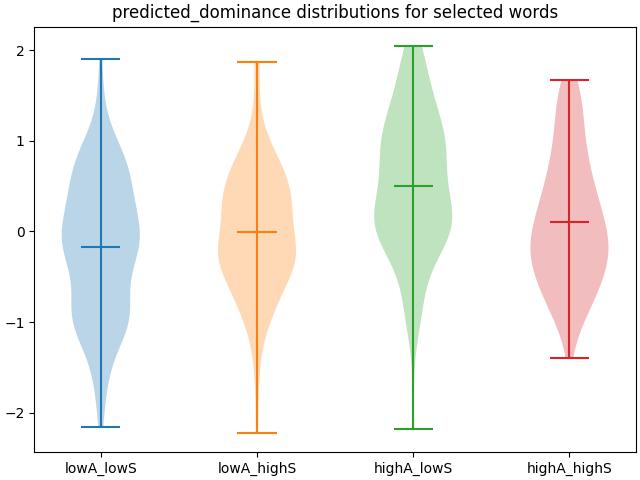 predicted_dominance distributions for selected words
2
1
0
−1
−2
lowA_lowS
lowA_highS
highA_lowS
highA_highS